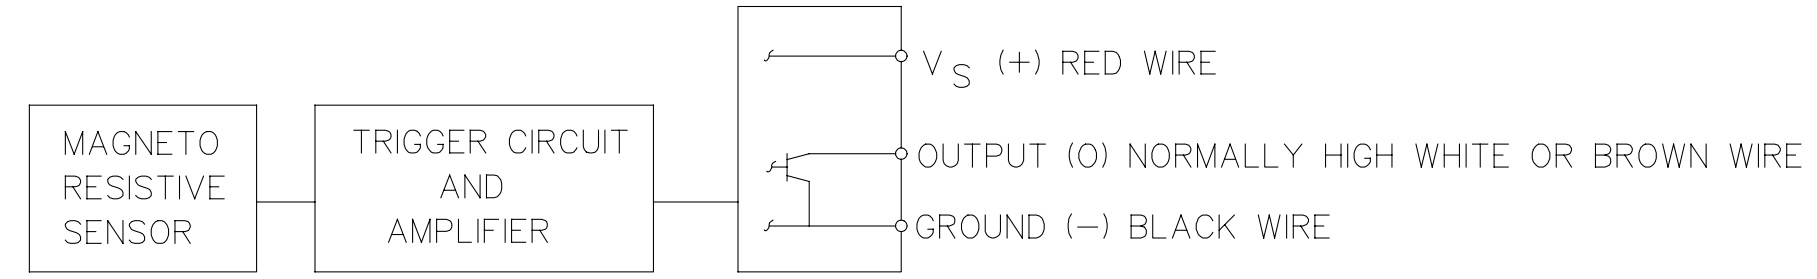 MAGNETO
RESISTIVE
SENSOR
TRIGGER CIRCUIT
AND
AMPLIFIER
VS (+) RED WIRE
OUTPUT (O) NORMALLY HIGH WHITE OR BROWN WIRE
GROUND (−) BLACK WIRE